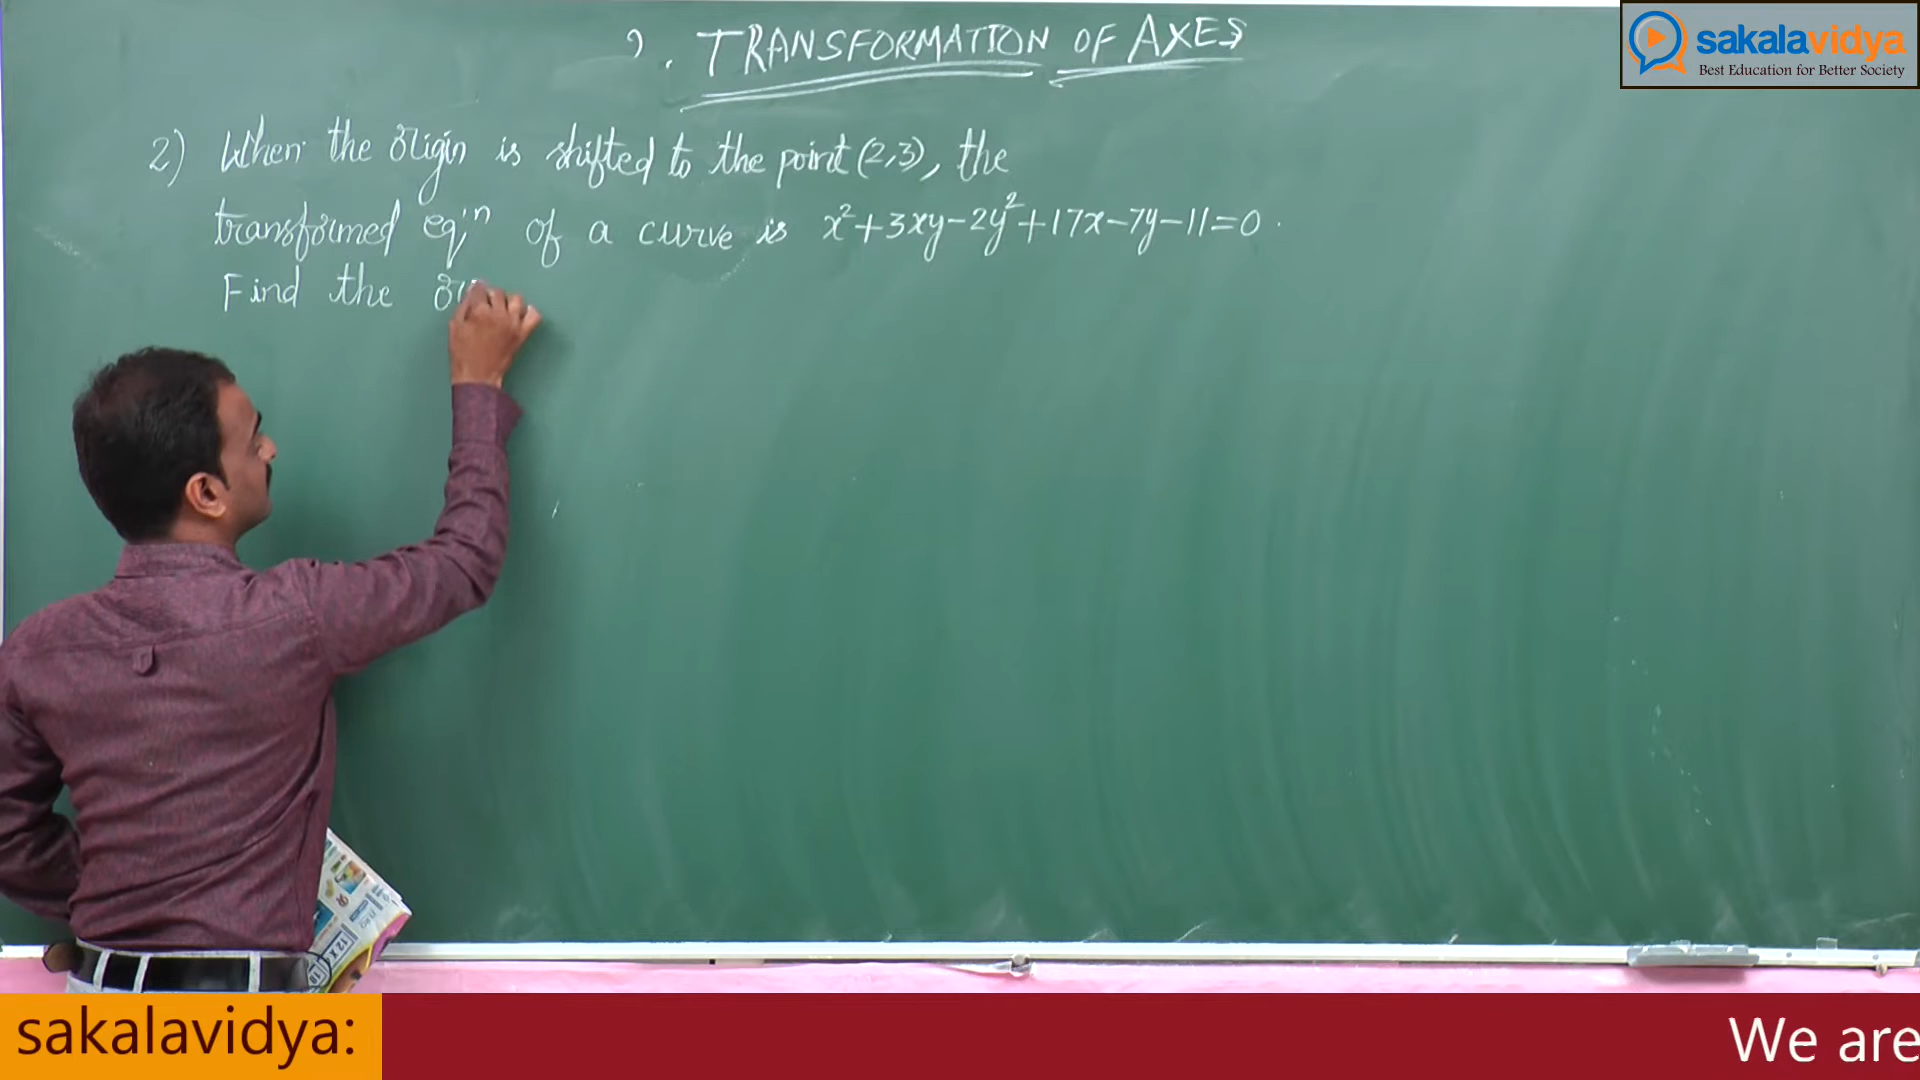 2. TRANSFORMATION OF AXES
sakalavidya
Best Education for Better Society
2) When the origin is shifted to the point (2,3), the
transformed eq'n of a curve is x²+3xy-2y²+17x-7y-11=0.
Find the
sakalavidya:
We are